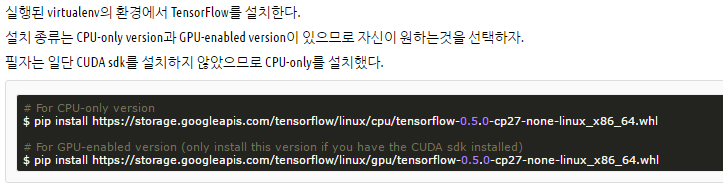 실행된 virtualenv의 환경에서 TensorFlow를 설치한다.
설치 종류는 CPU-only version과 GPU-enabled version이 있으므로 자신이 원하는것을 선택하자.
필자는 일단 CUDA sdk를 설치하지 않았으므로 CPU-only를 설치했다.
# For CPU-only version
$ pip install https://storage.googleapis.com/tensorflow/linux/cpu/tensorflow-0.5.0-cp27-none-linux_x86_64.whl
# For GPU-enabled version (only install this version if you have the CUDA sdk installed)
$ pip install https://storage.googleapis.com/tensorflow/linux/gpu/tensorflow-0.5.0-cp27-none-linux_x86_64.whl